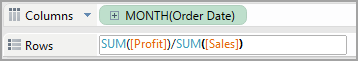 Columns MONTH(Order Date)
Rows SUM([Profit])/SUM([Sales])